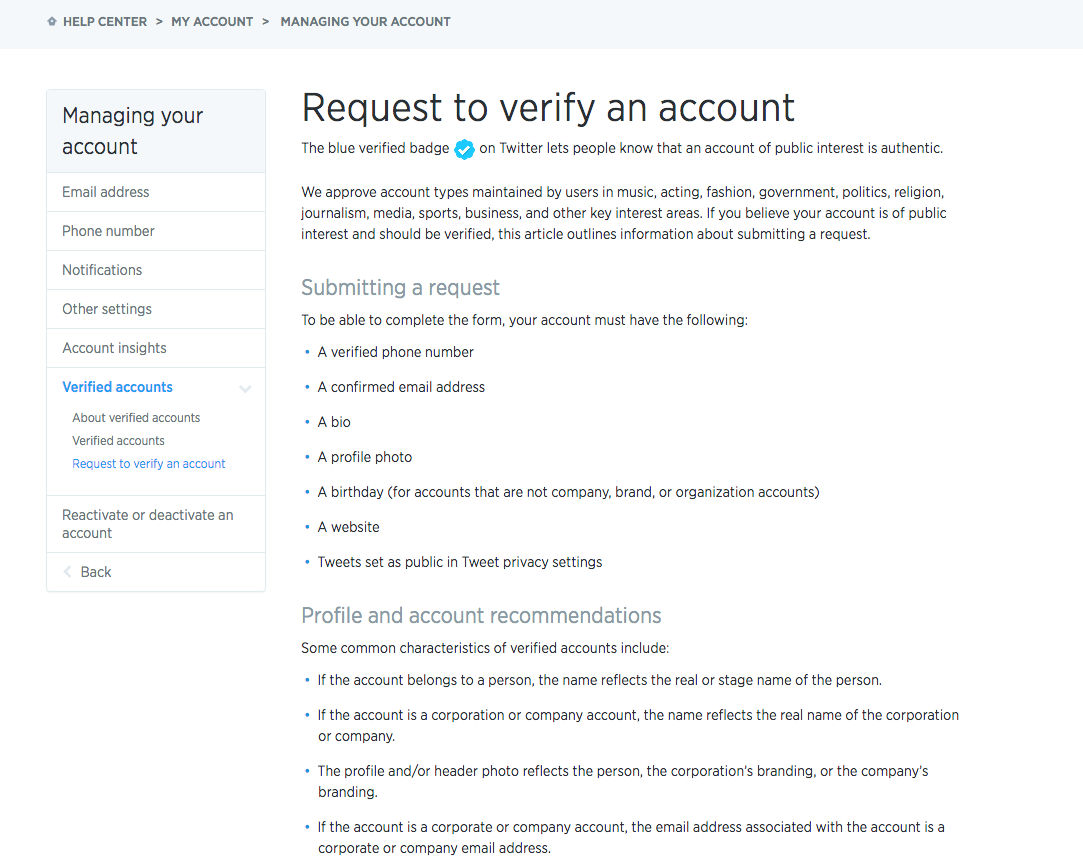 HELP CENTER > MY ACCOUNT > MANAGING YOUR ACCOUNT
Managing your
account
Email address
Phone number
Notifications
Other settings
Account insights
Verified accounts
About verified accounts
Verified accounts
Request to verify an account
Reactivate or deactivate an
account
Back
Request to verify an account
The blue verified badge on Twitter lets people know that an account of public interest is authentic.
We approve account types maintained by users in music, acting, fashion, government, politics, religion,
journalism, media, sports, business, and other key interest areas. If you believe your account is of public
interest and should be verified, this article outlines information about submitting a request.
Submitting a request
To be able to complete the form, your account must have the following:
• A verified phone number
• A confirmed email address
• A bio
• A profile photo
• A birthday (for accounts that are not company, brand, or organization accounts)
• A website
• Tweets set as public in Tweet privacy settings
Profile and account recommendations
Some common characteristics of verified accounts include:
• If the account belongs to a person, the name reflects the real or stage name of the person.
• If the account is a corporation or company account, the name reflects the real name of the corporation
or company.
• The profile and/or header photo reflects the person, the corporation's branding, or the company's
branding.
• If the account is a corporate or company account, the email address associated with the account is a
corporate or company email address.